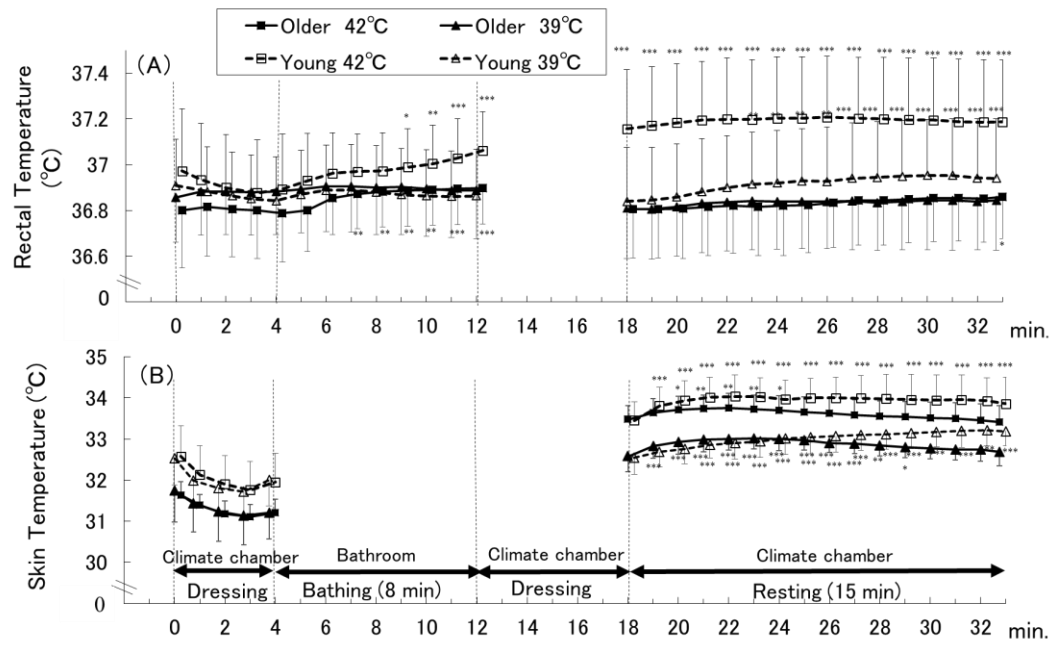 Older 42℃ Older 39℃
Young 42℃ Young 39℃
(A)
Rectal Temperature (℃)
37.4
37.2
37
36.8
36.6
0
0 2 4 6 8 10 12 14 16 18 20 22 24 26 28 30 32 min.
(B)
Skin Temperature (℃)
35
34
33
32
31
30
0
Climate chamber Bathroom Climate chamber Climate chamber
Dressing Bathing (8 min) Dressing Resting (15 min)
0 2 4 6 8 10 12 14 16 18 20 22 24 26 28 30 32 min.